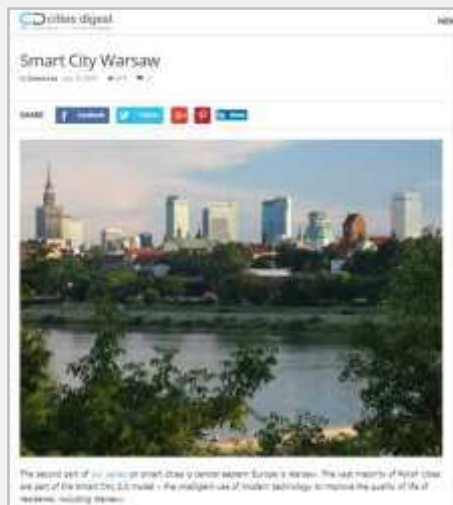 cities digest
Smart City Warsaw
SHARE Facebook Twitter
The second part of our series on smart cities in central-eastern Europe is Warsaw. The vast majority of Polish cities
are part of the Smart City 2.0 model – the intelligent use of modern technology to improve the quality of life of
residents, including Warsaw.